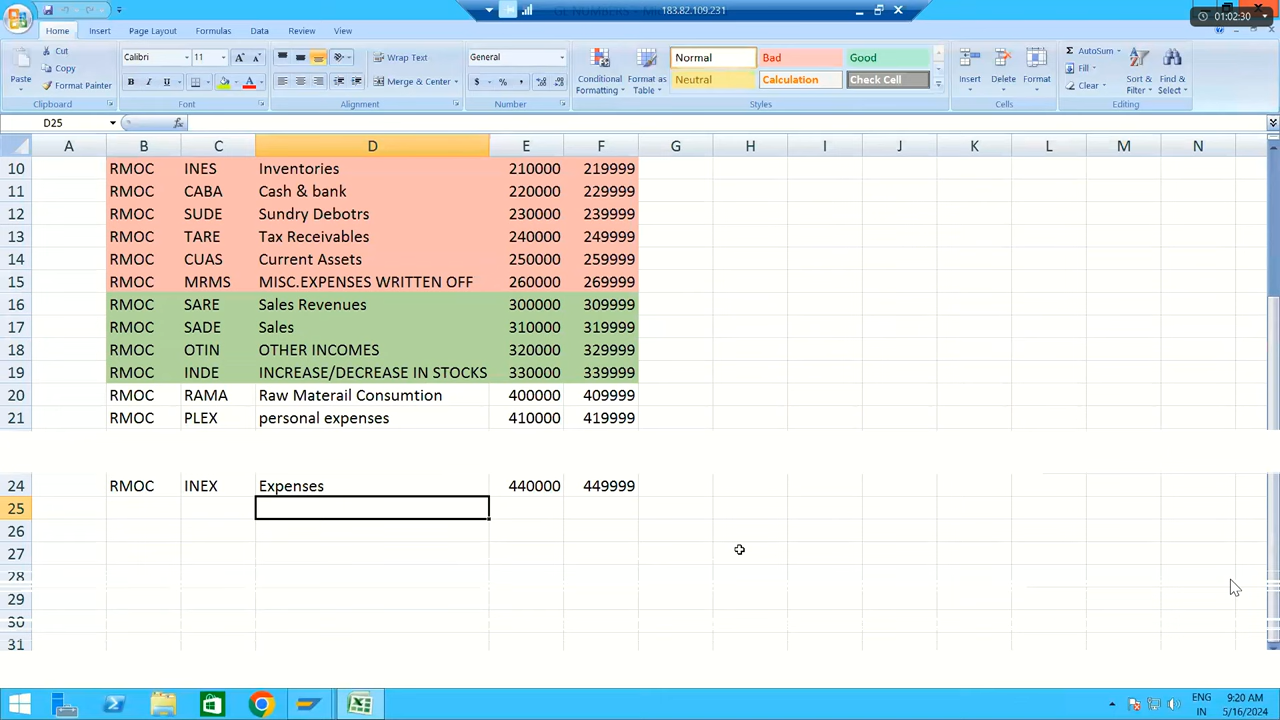 GL NUMBERS
183.82.109.231
01:02:30
Home Insert Page Layout Formulas Data Review View
Paste
Cut
Copy
Format Painter
Clipboard
Calibri 11
B I U
Font
Wrap Text
Merge & Center
Alignment
General
$ % ,
Number
Conditional Formatting
Format as Table
Normal Bad Good
Neutral Calculation Check Cell
Styles
Insert Delete Format
Cells
AutoSum
Fill
Clear
Sort & Filter
Find & Select
Editing
D25 fx
A B C D E F G H I J K L M N
10 RMOC INES Inventories 210000 219999
11 RMOC CABA Cash & bank 220000 229999
12 RMOC SUDE Sundry Debotrs 230000 239999
13 RMOC TARE Tax Receivables 240000 249999
14 RMOC CUAS Current Assets 250000 259999
15 RMOC MRMS MISC.EXPENSES WRITTEN OFF 260000 269999
16 RMOC SARE Sales Revenues 300000 309999
17 RMOC SADE Sales 310000 319999
18 RMOC OTIN OTHER INCOMES 320000 329999
19 RMOC INDE INCREASE/DECREASE IN STOCKS 330000 339999
20 RMOC RAMA Raw Materail Consumtion 400000 409999
21 RMOC PLEX personal expenses 410000 419999
24 RMOC INEX Expenses 440000 449999
25
26
27
28
29
30
31
ENG 9:20 AM
IN 5/16/2024